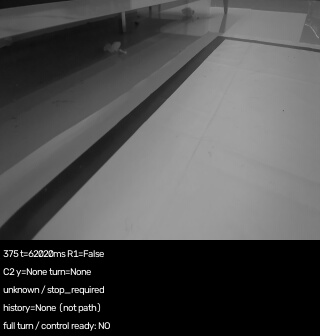 375 t=62020ms R1=False
C2 y=None turn=None
unknown / stop_required
history=None (not path)
full turn / control ready: NO